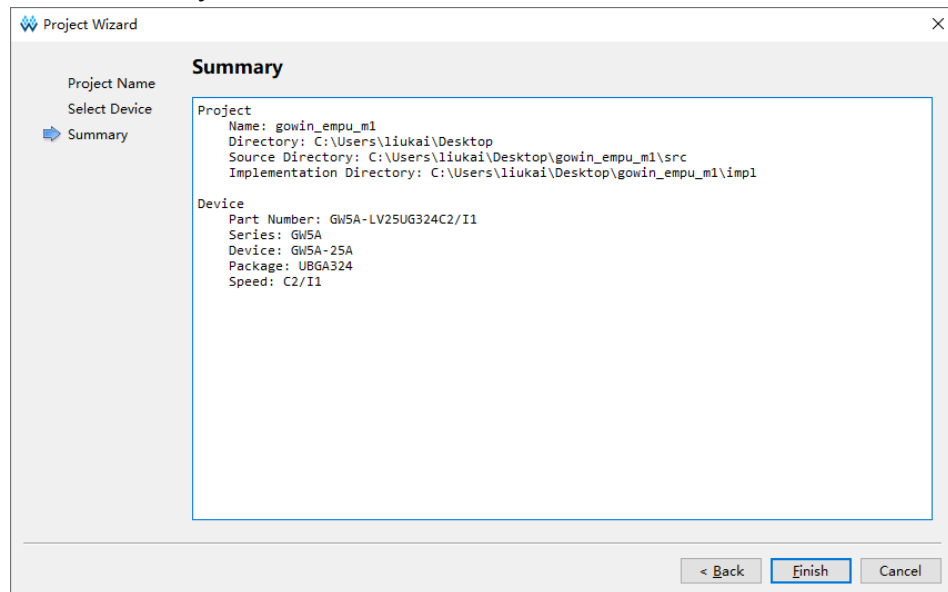 Project Wizard
Project Name
Select Device
Summary
Summary
Project
Name: gowin_empu_m1
Directory: C:\Users\liukai\Desktop
Source Directory: C:\Users\liukai\Desktop\gowin_empu_m1\src
Implementation Directory: C:\Users\liukai\Desktop\gowin_empu_m1\impl
Device
Part Number: GW5A-LV25UG324C2/I1
Series: GW5A
Device: GW5A-25A
Package: UBGA324
Speed: C2/I1
< Back
Finish
Cancel